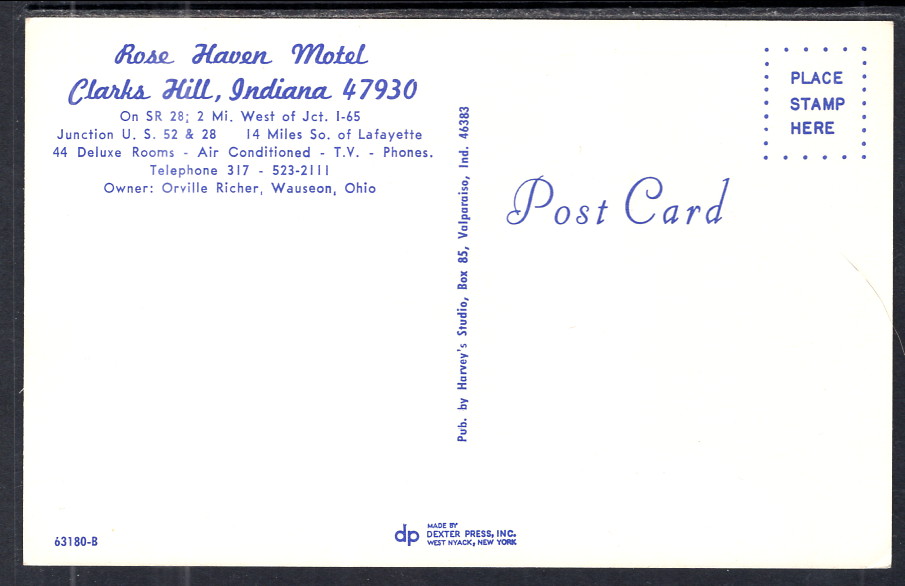 Rose Haven Motel
Clarks Hill, Indiana 47930
On SR 28; 2 Mi. West of Jct. I-65
Junction U. S. 52 & 28 14 Miles So. of Lafayette
44 Deluxe Rooms - Air Conditioned - T.V. - Phones.
Telephone 317 - 523-2111
Owner: Orville Richer, Wauseon, Ohio
Pub. by Harvey's Studio, Box 85, Valparaiso, Ind. 46383
PLACE
STAMP
HERE
Post Card
63180-B
dp
MADE BY
DEXTER PRESS, INC.
WEST NYACK, NEW YORK